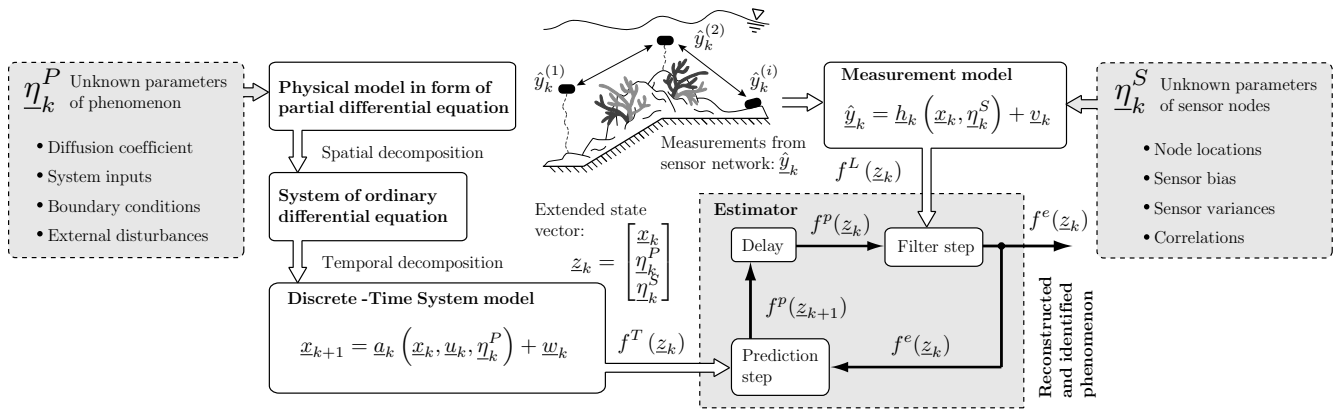 η_k^P Unknown parameters
of phenomenon
• Diffusion coefficient
• System inputs
• Boundary conditions
• External disturbances
Physical model in form of
partial differential equation
Spatial decomposition
System of ordinary
differential equation
Temporal decomposition
Discrete -Time System model
x_{k+1} = a_k (x_k, u_k, η_k^P) + w_k
ŷ_k^{(1)}
ŷ_k^{(2)}
ŷ_k^{(i)}
Measurements from
sensor network: ŷ_k
Extended state
vector:
z_k = [x_k
η_k^P
η_k^S]
Measurement model
ŷ_k = h_k (x_k, η_k^S) + v_k
η_k^S Unknown parameters
of sensor nodes
• Node locations
• Sensor bias
• Sensor variances
• Correlations
f^L (z_k)
f^T (z_k)
Estimator
Delay
f^p(z_k)
Filter step
f^e(z_k)
f^p(z_{k+1})
f^e(z_k)
Prediction
step
Reconstructed
and identified
phenomenon